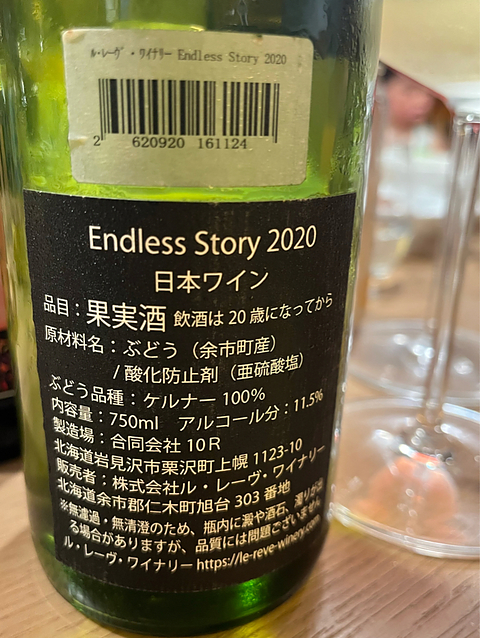 ル・レーヴ・ワイナリー Endless Story 2020
2 620920 161124
Endless Story 2020
日本ワイン
品目：果実酒 飲酒は20歳になってから
原材料名：ぶどう（余市町産）
/ 酸化防止剤（亜硫酸塩）
ぶどう品種：ケルナー 100%
内容量：750ml アルコール分：11.5%
製造場：合同会社 10R
北海道岩見沢市栗沢町上幌 1123-10
販売者：株式会社ル・レーヴ・ワイナリー
北海道余市郡仁木町旭台 303 番地
※無濾過・無清澄のため、瓶内に澱や酒石、濁りが出
る場合がありますが、品質には問題ございません
ル・レーヴ・ワイナリー https://le-reve-winery.com